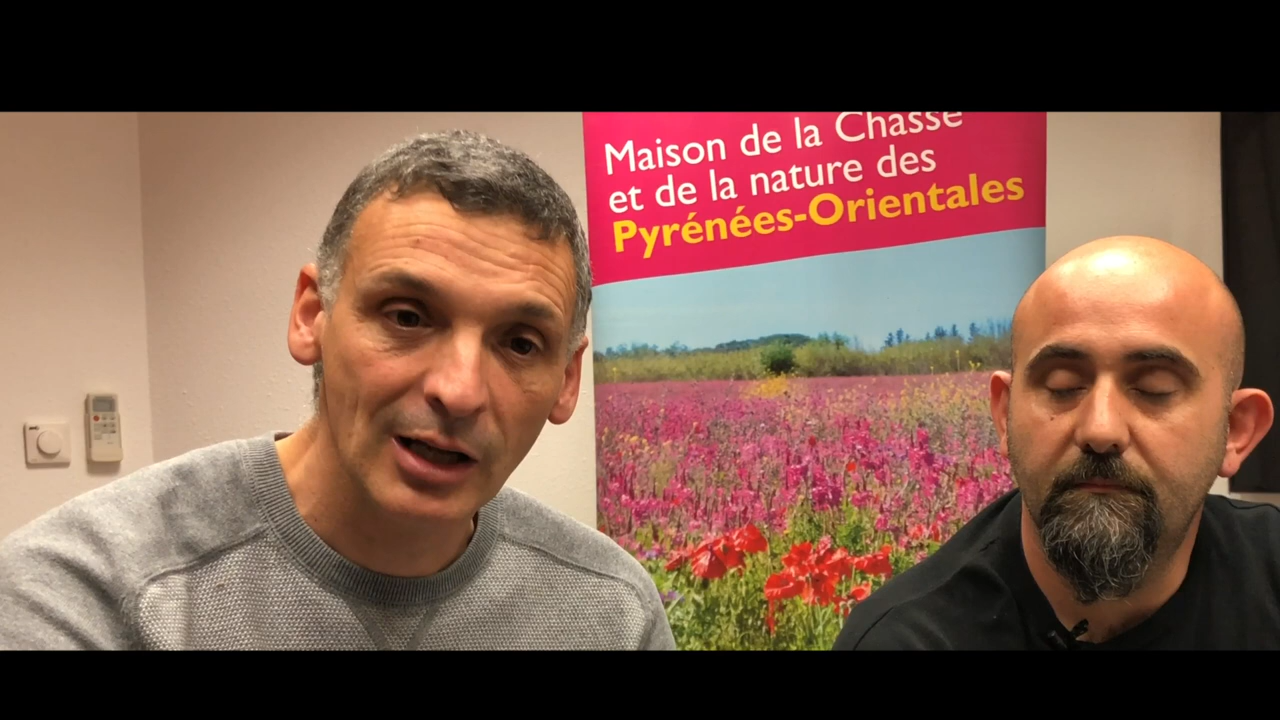 Maison de la Chasse
et de la nature des
Pyrénées-Orientales